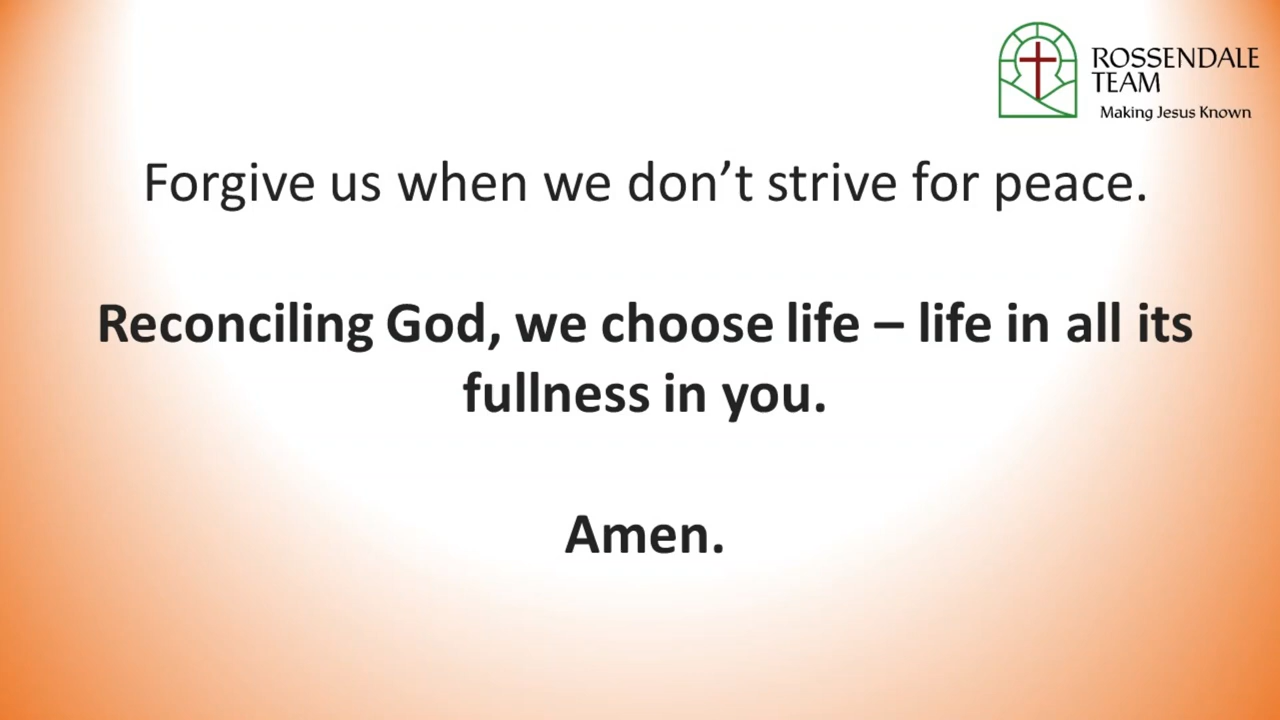 ROSSENDALE
TEAM
Making Jesus Known
Forgive us when we don’t strive for peace.
Reconciling God, we choose life – life in all its
fullness in you.
Amen.